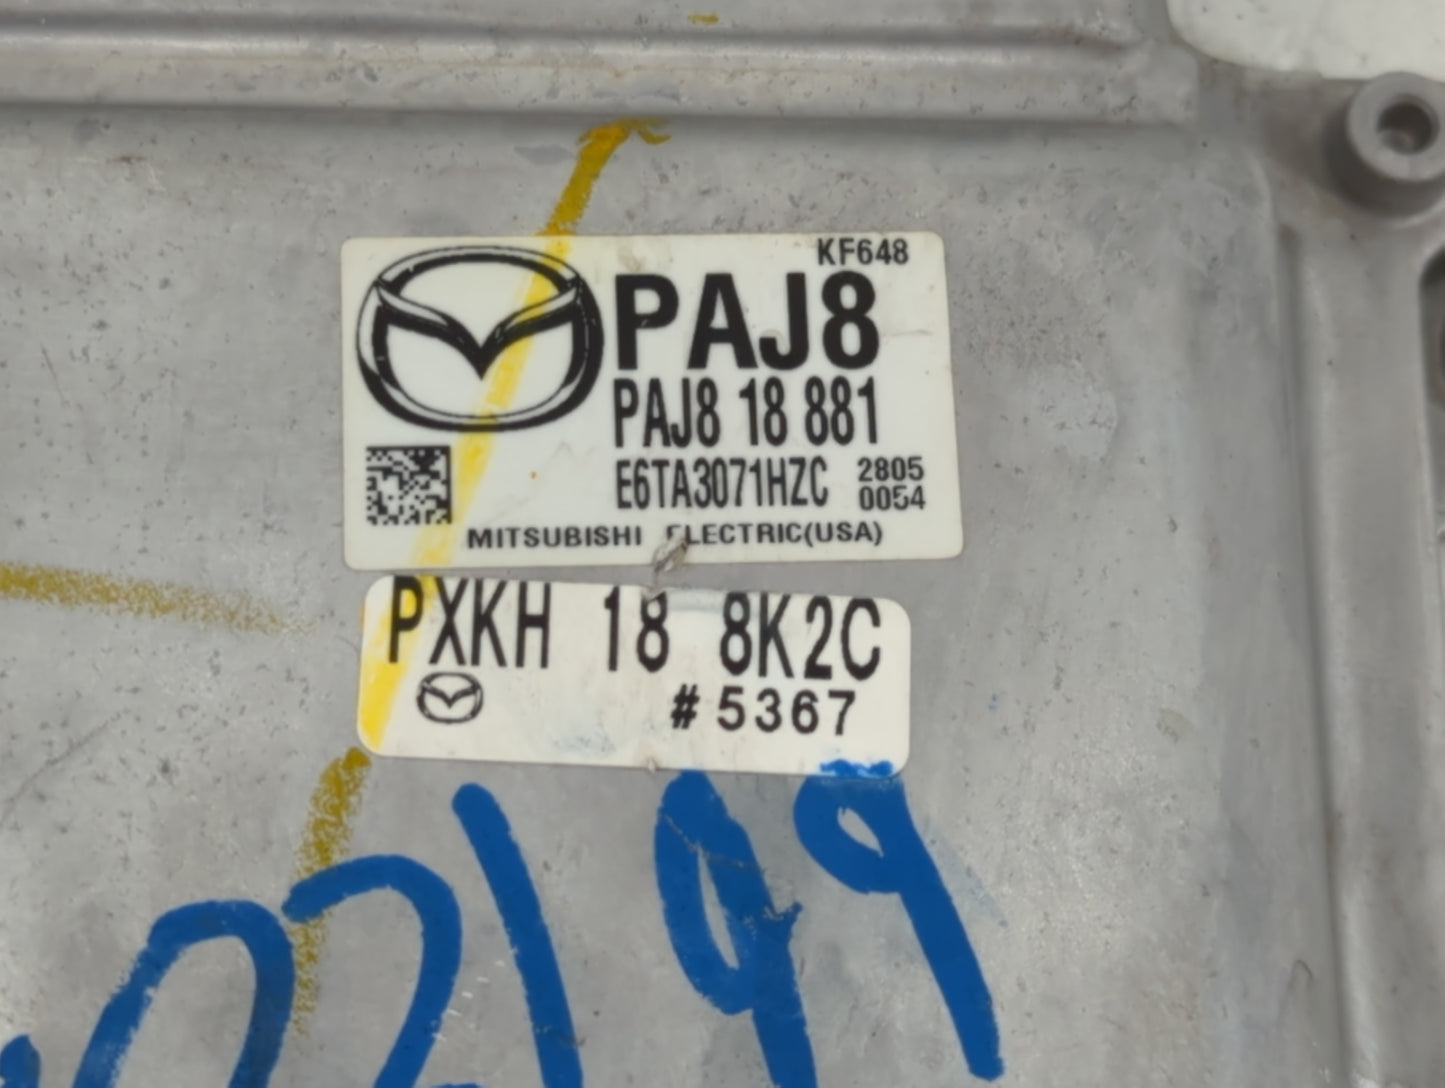 KF648
PAJ8
PAJ8 18 881
E6TA3071HZC 2805
0054
MITSUBISHI ELECTRIC(USA)
PXKH 18 8K2C
#5367